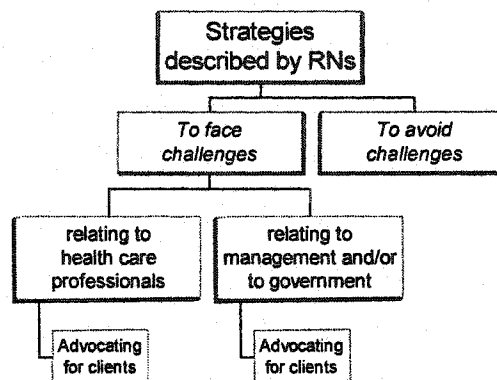 Strategies
described by RNs
To face
challenges
To avoid
challenges
relating to
health care
professionals
relating to
management and/or
to government
Advocating
for clients
Advocating
for clients